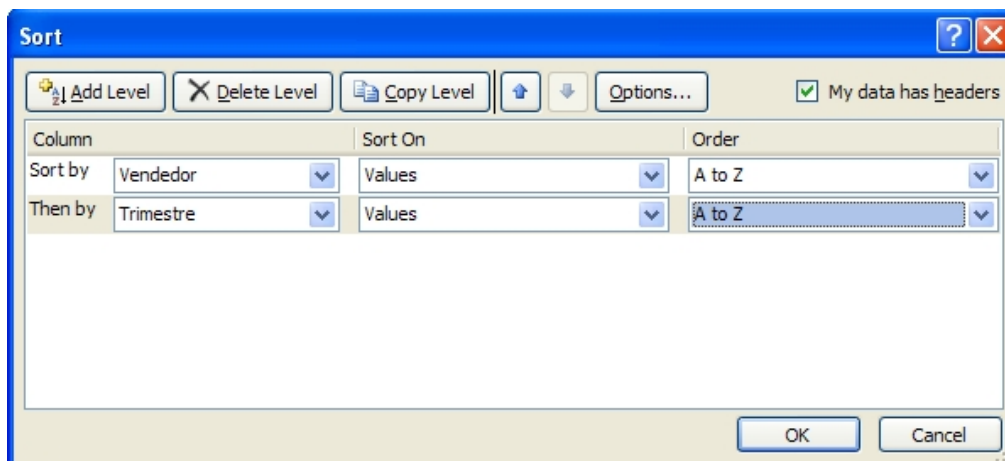 Sort
Add Level Delete Level Copy Level Options... My data has headers
Column Sort On Order
Sort by Vendedor Values A to Z
Then by Trimestre Values A to Z
OK Cancel